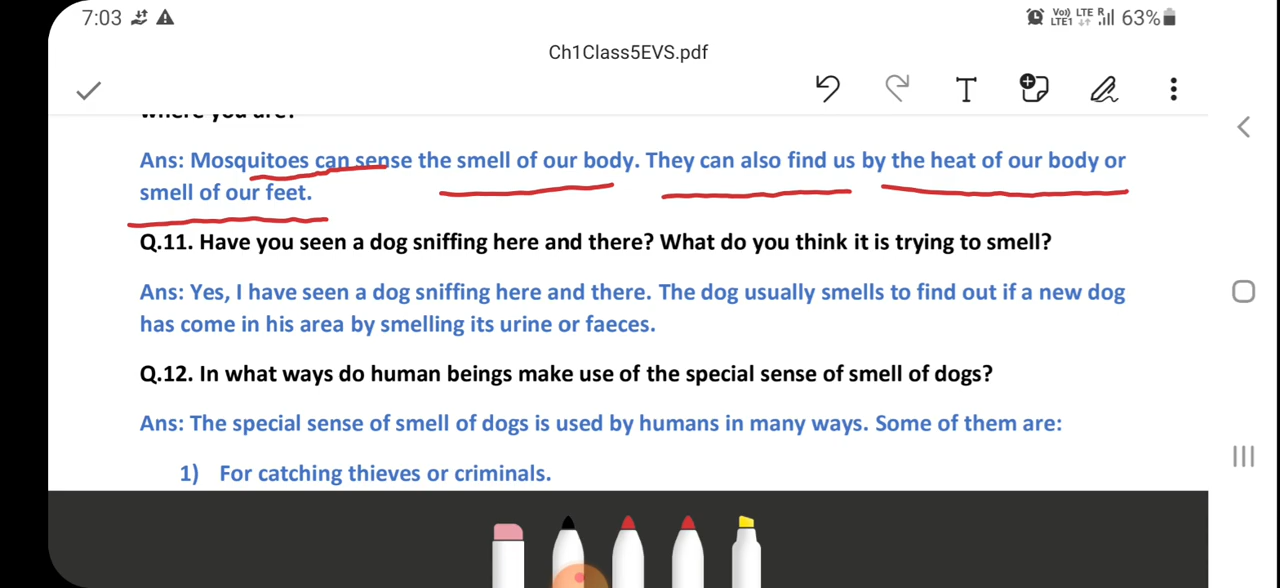 7:03
Vo) LTE R
LTE1 63%
Ch1Class5EVS.pdf
T
where you are?
Ans: Mosquitoes can sense the smell of our body. They can also find us by the heat of our body or
smell of our feet.
Q.11. Have you seen a dog sniffing here and there? What do you think it is trying to smell?
Ans: Yes, I have seen a dog sniffing here and there. The dog usually smells to find out if a new dog
has come in his area by smelling its urine or faeces.
Q.12. In what ways do human beings make use of the special sense of smell of dogs?
Ans: The special sense of smell of dogs is used by humans in many ways. Some of them are:
1) For catching thieves or criminals.